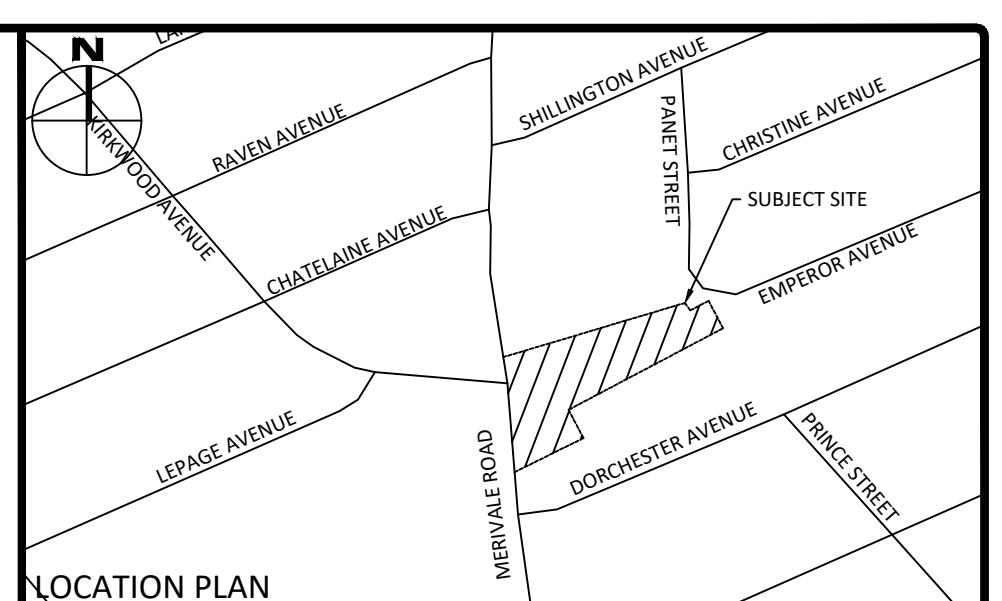 N
SHILLINGTON AVENUE
KIRKWOOD AVENUE
RAVEN AVENUE
PANET STREET
CHRISTINE AVENUE
SUBJECT SITE
CHATELAINE AVENUE
EMPEROR AVENUE
LEPAGE AVENUE
MERIVALE ROAD
DORCHESTER AVENUE
PRINCE STREET
LOCATION PLAN